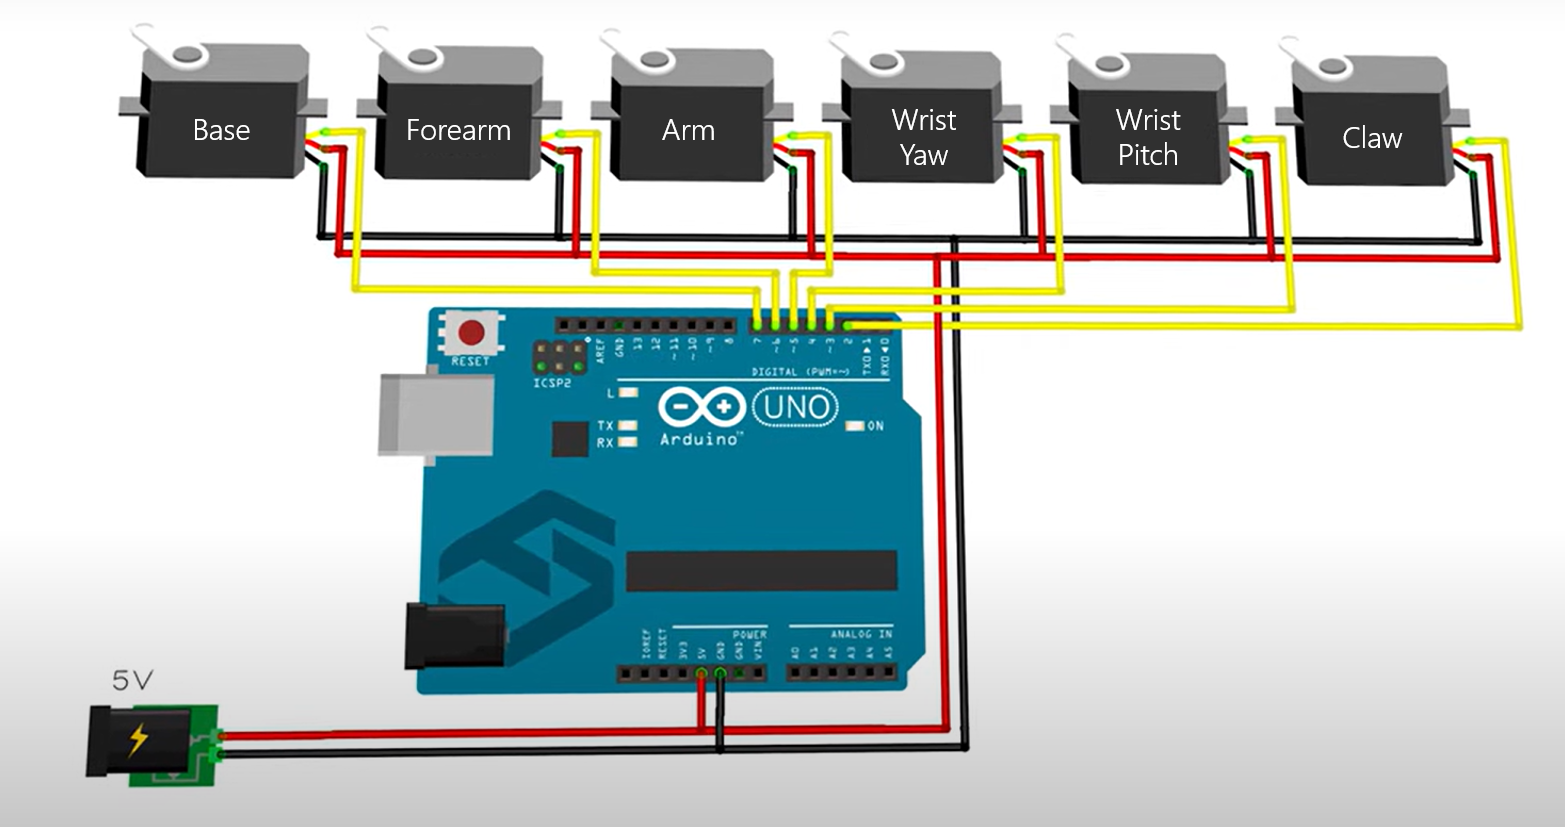 Base
Forearm
Arm
Wrist
Yaw
Wrist
Pitch
Claw
RESET
ICSP2
AREF
GND
13
12
~11
~10
~9
8
7
~6
~5
4
~3
2
TX0▶1
RX0◀0
DIGITAL (PWM=~)
L
TX
RX
UNO
ON
Arduino™
IOREF
RESET
3V3
5V
GND
GND
VIN
POWER
ANALOG IN
A0
A1
A2
A3
A4
A5
5V